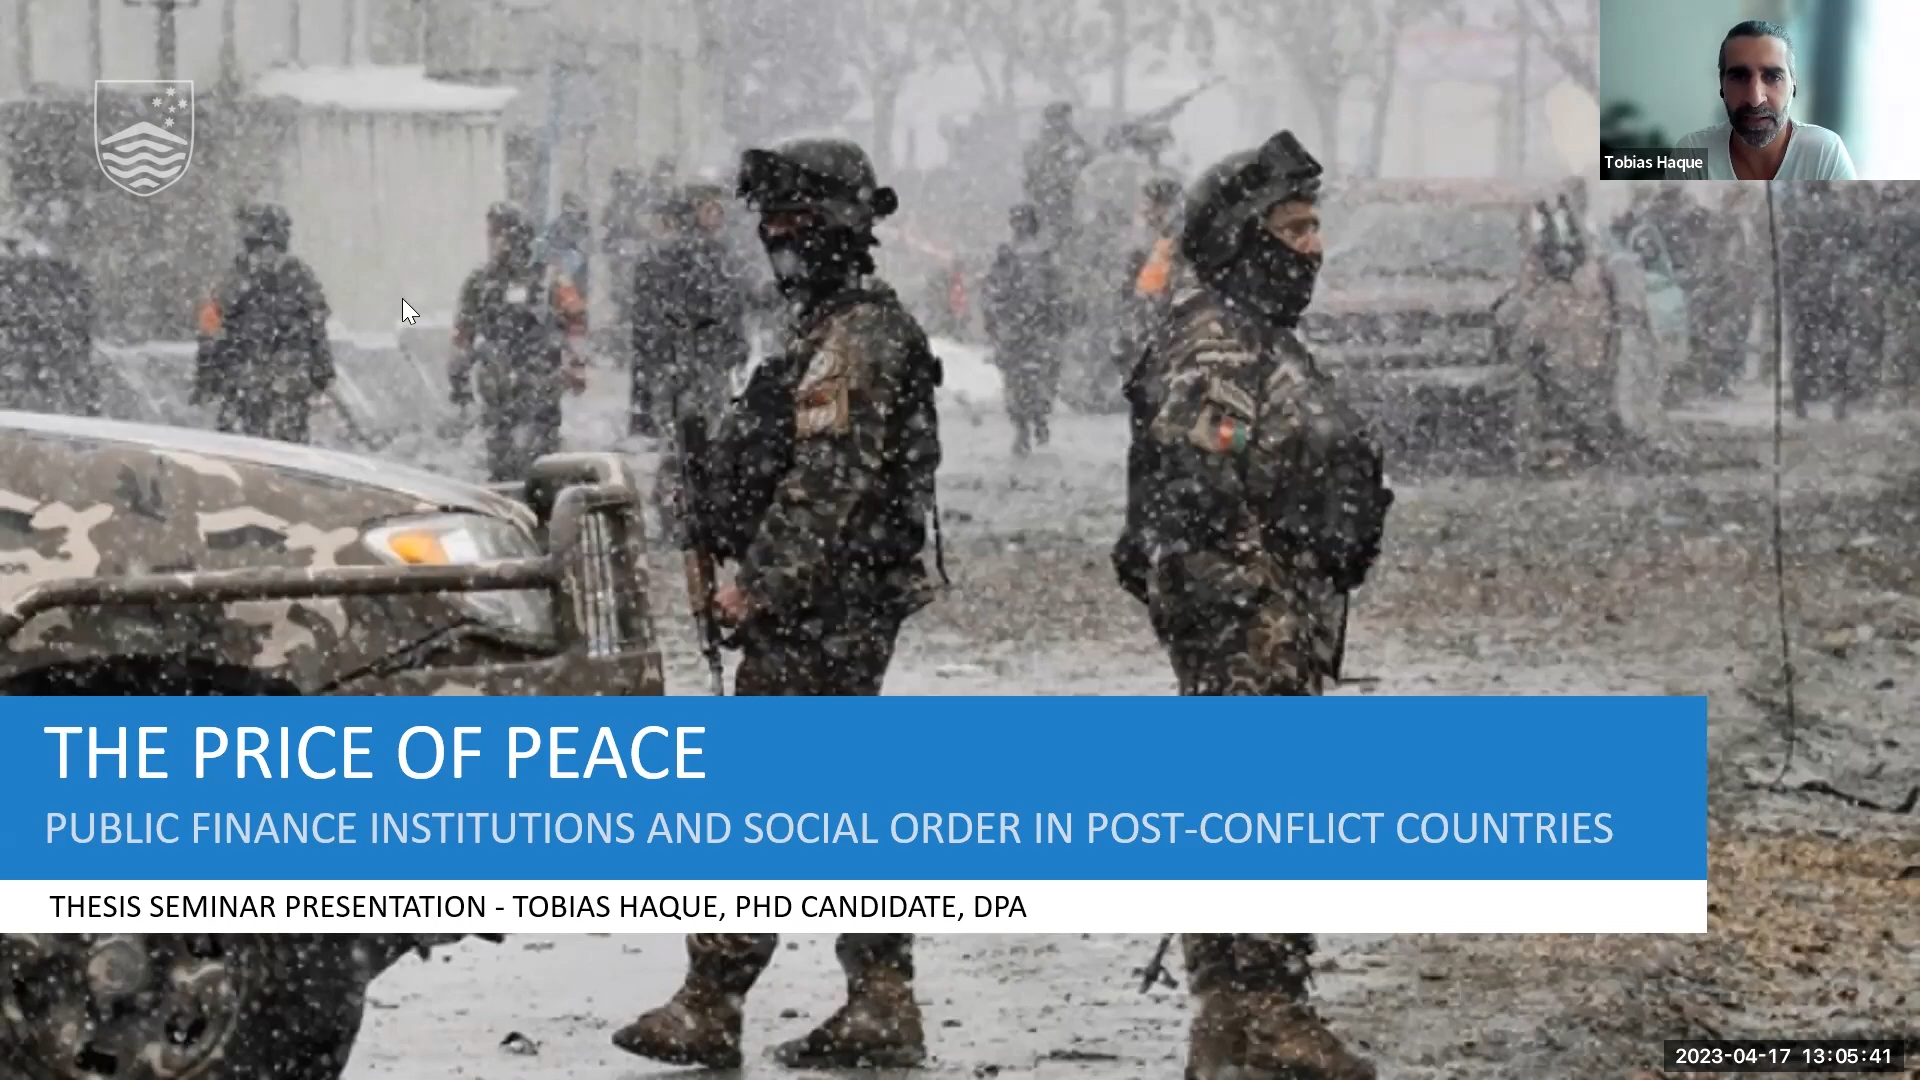 Tobias Haque
THE PRICE OF PEACE
PUBLIC FINANCE INSTITUTIONS AND SOCIAL ORDER IN POST-CONFLICT COUNTRIES
THESIS SEMINAR PRESENTATION - TOBIAS HAQUE, PHD CANDIDATE, DPA
2023-04-17 13:05:41